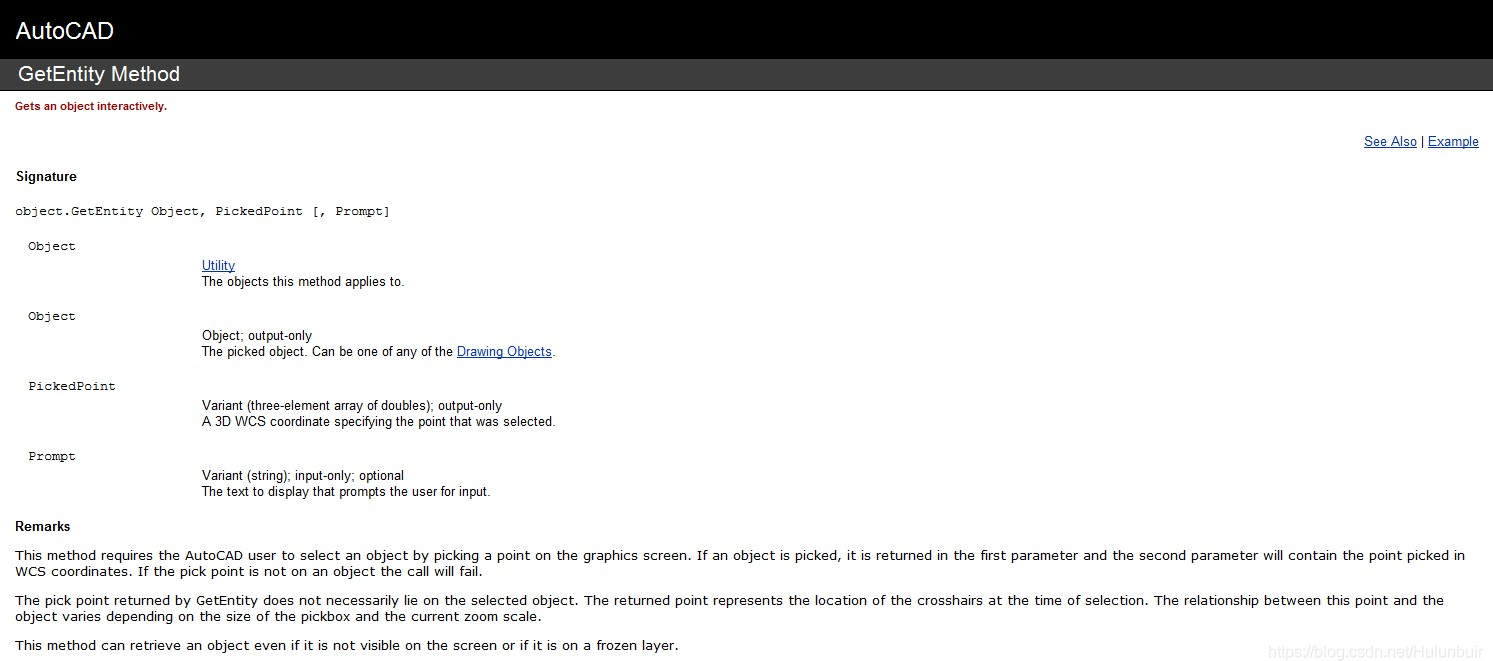 AutoCAD
GetEntity Method
Gets an object interactively.
See Also | Example
Signature
object.GetEntity Object, PickedPoint [, Prompt]
Object
Utility
The objects this method applies to.
Object
Object; output-only
The picked object. Can be one of any of the Drawing Objects.
PickedPoint
Variant (three-element array of doubles); output-only
A 3D WCS coordinate specifying the point that was selected.
Prompt
Variant (string); input-only; optional
The text to display that prompts the user for input.
Remarks
This method requires the AutoCAD user to select an object by picking a point on the graphics screen. If an object is picked, it is returned in the first parameter and the second parameter will contain the point picked in
WCS coordinates. If the pick point is not on an object the call will fail.
The pick point returned by GetEntity does not necessarily lie on the selected object. The returned point represents the location of the crosshairs at the time of selection. The relationship between this point and the
object varies depending on the size of the pickbox and the current zoom scale.
This method can retrieve an object even if it is not visible on the screen or if it is on a frozen layer.
https://blog.csdn.net/Hulunbuir